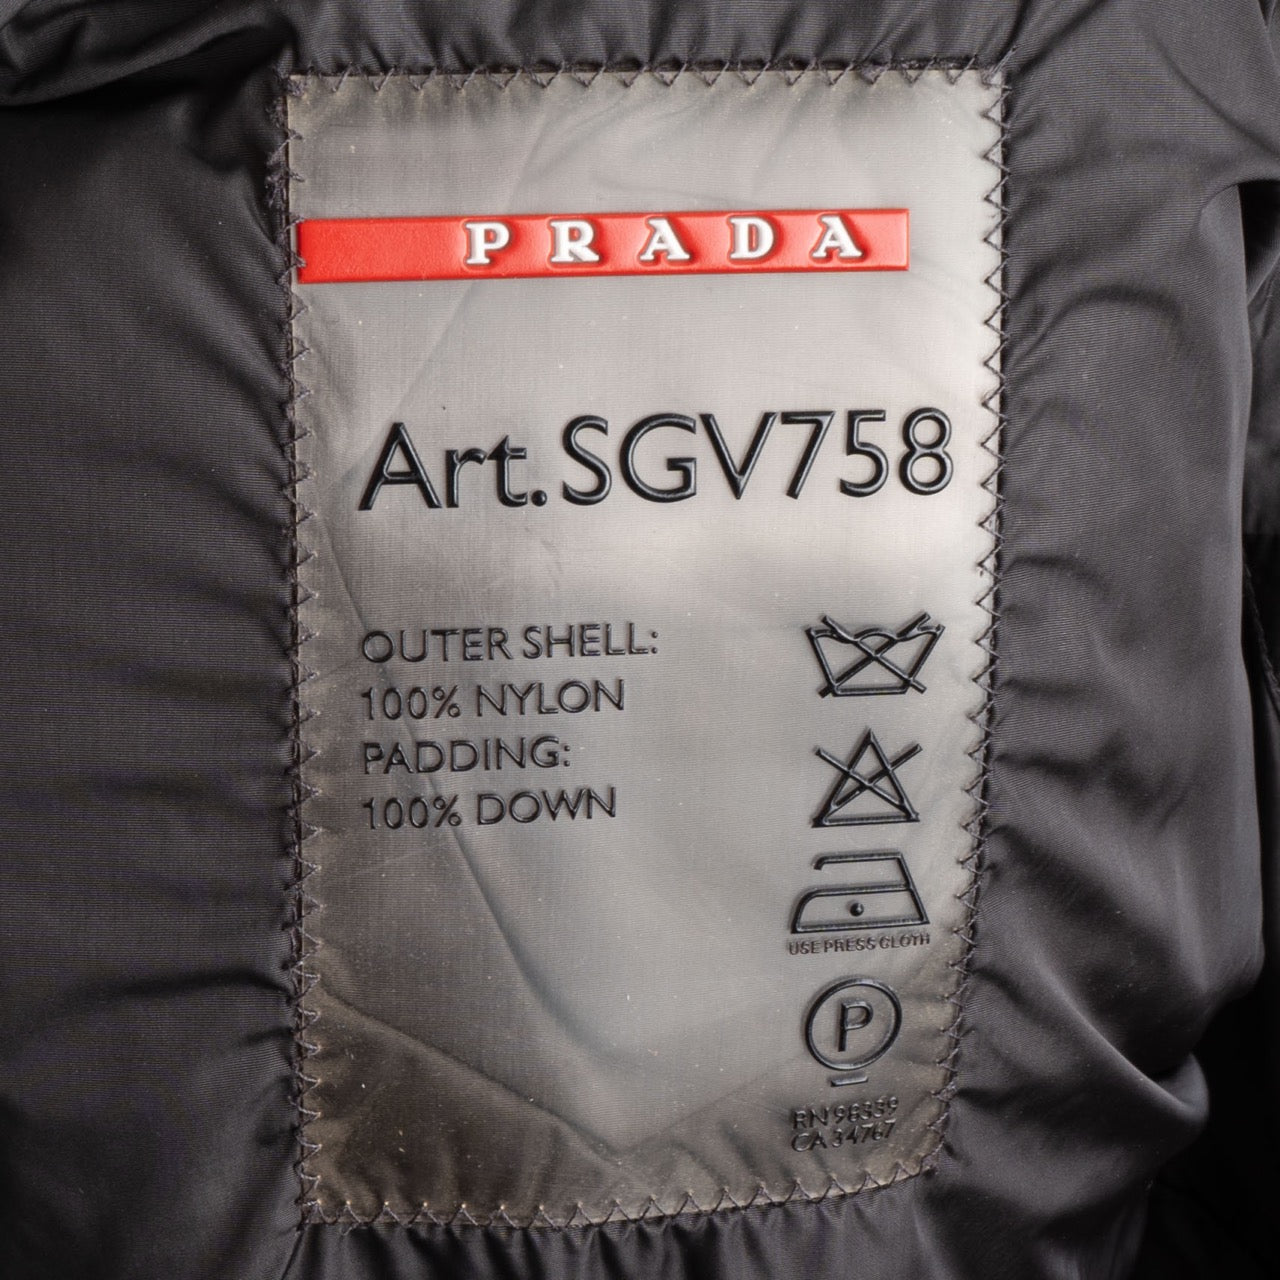 PRADA
Art.SGV758
OUTER SHELL:
100% NYLON
PADDING:
100% DOWN
USE PRESS CLOTH
P
RN 98339
CA 34767